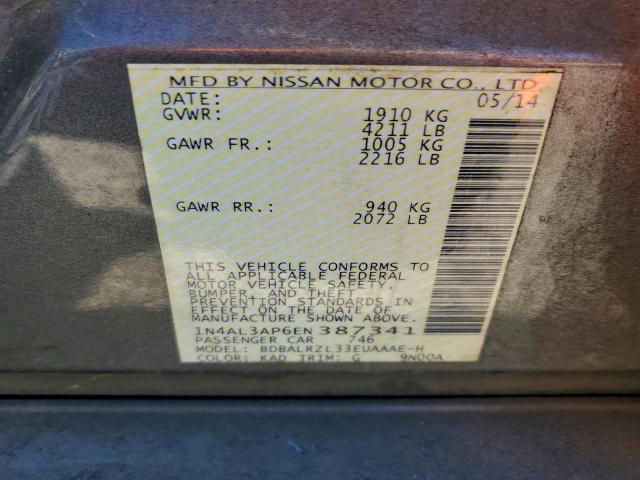 MFD BY NISSAN MOTOR CO., LTD.
DATE: 05/14
GVWR: 1910 KG
4211 LB
GAWR FR.: 1005 KG
2216 LB
GAWR RR.: 940 KG
2072 LB
THIS VEHICLE CONFORMS TO
ALL APPLICABLE FEDERAL
MOTOR VEHICLE SAFETY,
BUMPER, AND THEFT
PREVENTION STANDARDS IN
EFFECT ON THE DATE OF
MANUFACTURE SHOWN ABOVE.
1N4AL3AP6EN 387341
PASSENGER CAR 746
MODEL: BDBALRZL33EUAAAE-H
COLOR: KAD TRIM: G 9N00A